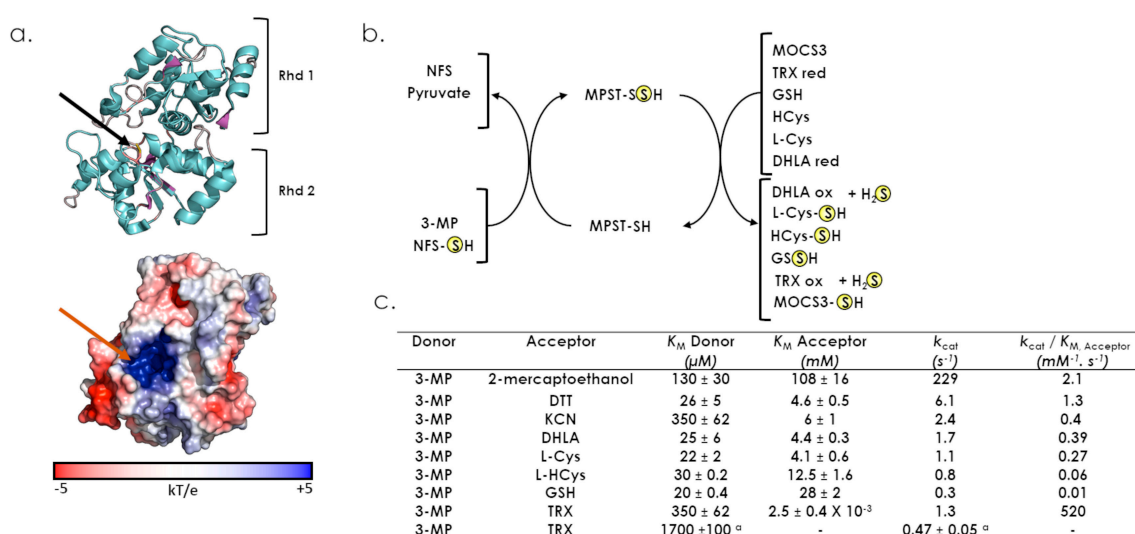 a.
Rhd 1
Rhd 2
-5
kT/e
+5
b.
NFS
Pyruvate
MPST-SSH
MOCS3
TRX red
GSH
HCys
L-Cys
DHLA red
3-MP
NFS-SH
MPST-SH
DHLA ox + H2S
L-Cys-SH
HCys-SH
GSSH
TRX ox + H2S
MOCS3-SH
c.
Donor Acceptor KM Donor KM Acceptor kcat kcat / KM, Acceptor
(µM) (mM) (s-1) (mM-1. s-1)
3-MP 2-mercaptoethanol 130 ± 30 108 ± 16 229 2.1
3-MP DTT 26 ± 5 4.6 ± 0.5 6.1 1.3
3-MP KCN 350 ± 62 6 ± 1 2.4 0.4
3-MP DHLA 25 ± 6 4.4 ± 0.3 1.7 0.39
3-MP L-Cys 22 ± 2 4.1 ± 0.6 1.1 0.27
3-MP L-HCys 30 ± 0.2 12.5 ± 1.6 0.8 0.06
3-MP GSH 20 ± 0.4 28 ± 2 0.3 0.01
3-MP TRX 350 ± 62 2.5 ± 0.4 X 10-3 1.3 520
3-MP TRX 1700 ±100 a - 0.47 ± 0.05 a -